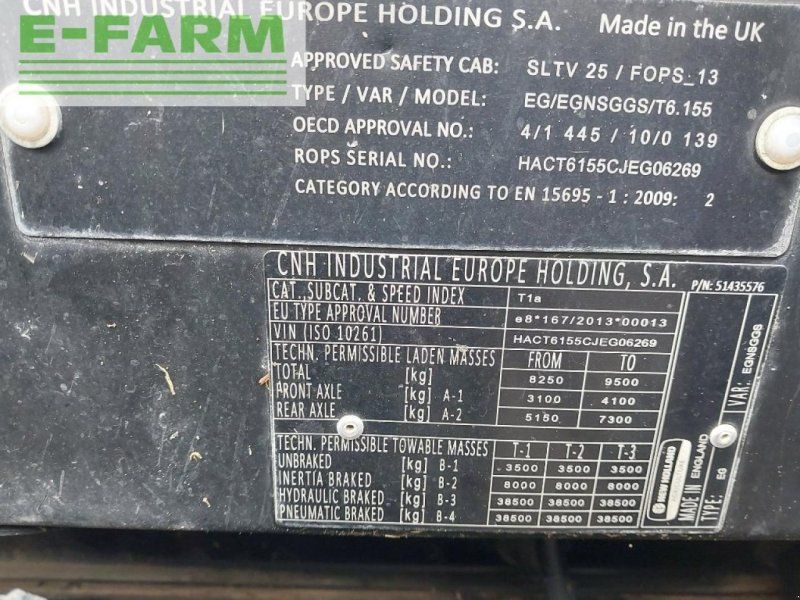 CNH INDUSTRIAL EUROPE HOLDING S.A. Made in the UK
E-FARM
APPROVED SAFETY CAB: SLTV 25 / FOPS_13
TYPE / VAR / MODEL: EG/EGNSGGS/T6.155
OECD APPROVAL NO.: 4/1 445 / 10/0 139
ROPS SERIAL NO.: HACT6155CJEG06269
CATEGORY ACCORDING TO EN 15695 - 1 : 2009: 2
CNH INDUSTRIAL EUROPE HOLDING, S.A. P/N: 51435576
CAT., SUBCAT. & SPEED INDEX T1a
EU TYPE APPROVAL NUMBER e8*167/2013*00013
VIN (ISO 10261) HACT6155CJEG06269
TECHN. PERMISSIBLE LADEN MASSES FROM TO
TOTAL [kg] 8250 9500
FRONT AXLE [kg] A-1 3100 4100
REAR AXLE [kg] A-2 5150 7300
TECHN. PERMISSIBLE TOWABLE MASSES T-1 T-2 T-3
UNBRAKED [kg] B-1 3500 3500 3500
INERTIA BRAKED [kg] B-2 8000 8000 8000
HYDRAULIC BRAKED [kg] B-3 38500 38500 38500
PNEUMATIC BRAKED [kg] B-4 38500 38500 38500
NEW HOLLAND
MADE IN ENGLAND
TYPE: EG
VAR: EGNSGGS